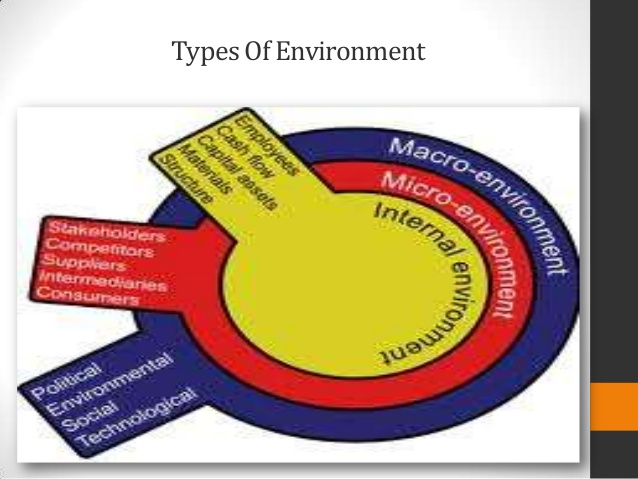 Types Of Environment
Employees
Cash flow
Capital assets
Materials
Structure
Macro-environment
Micro-environment
Internal environment
Stakeholders
Competitors
Suppliers
Intermediaries
Consumers
Political
Environmental
Social
Technological